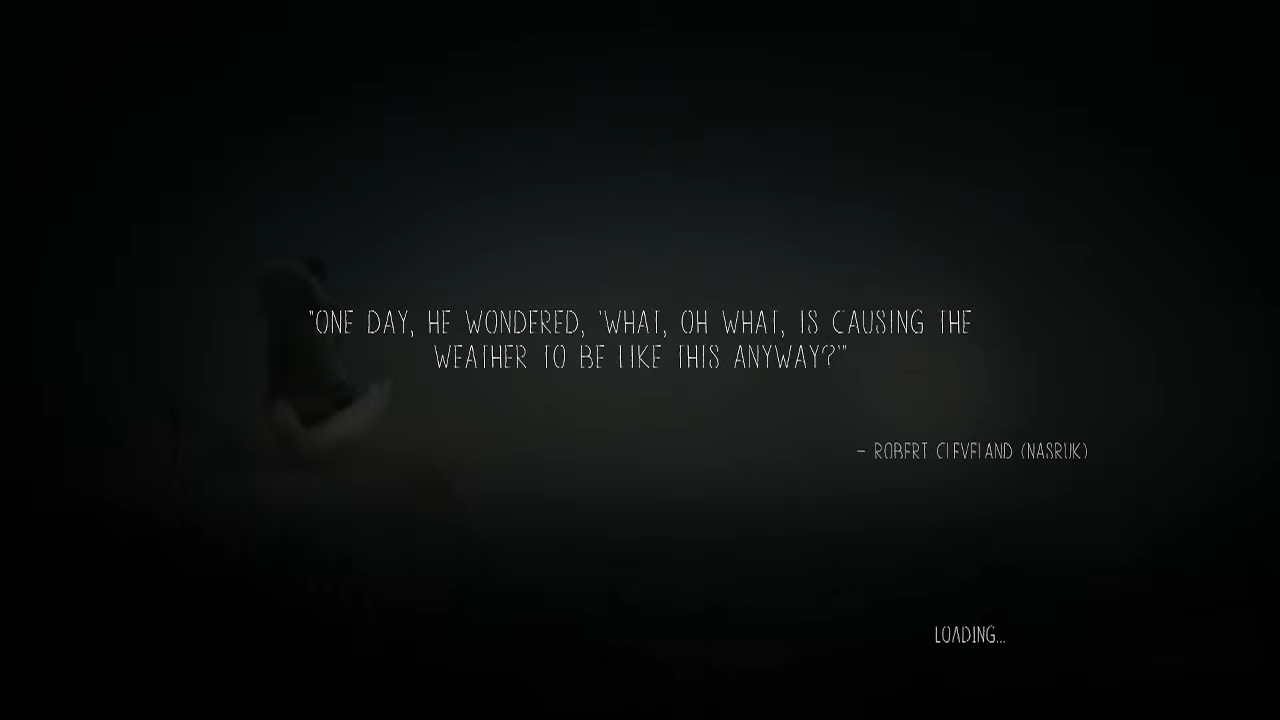 "ONE DAY, HE WONDERED, 'WHAT, OH WHAT, IS CAUSING THE
WEATHER TO BE LIKE THIS ANYWAY?'"
- ROBERT CLEVELAND (NASRUK)
LOADING...